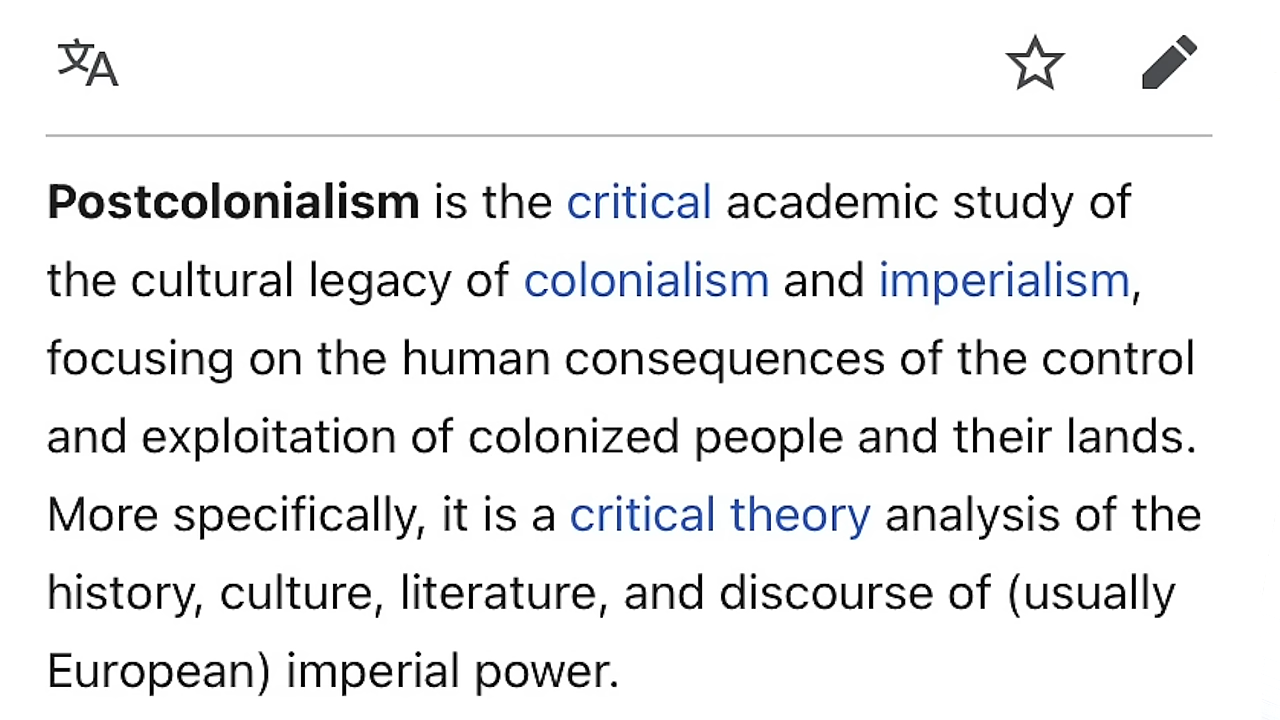 Postcolonialism is the critical academic study of
the cultural legacy of colonialism and imperialism,
focusing on the human consequences of the control
and exploitation of colonized people and their lands.
More specifically, it is a critical theory analysis of the
history, culture, literature, and discourse of (usually
European) imperial power.